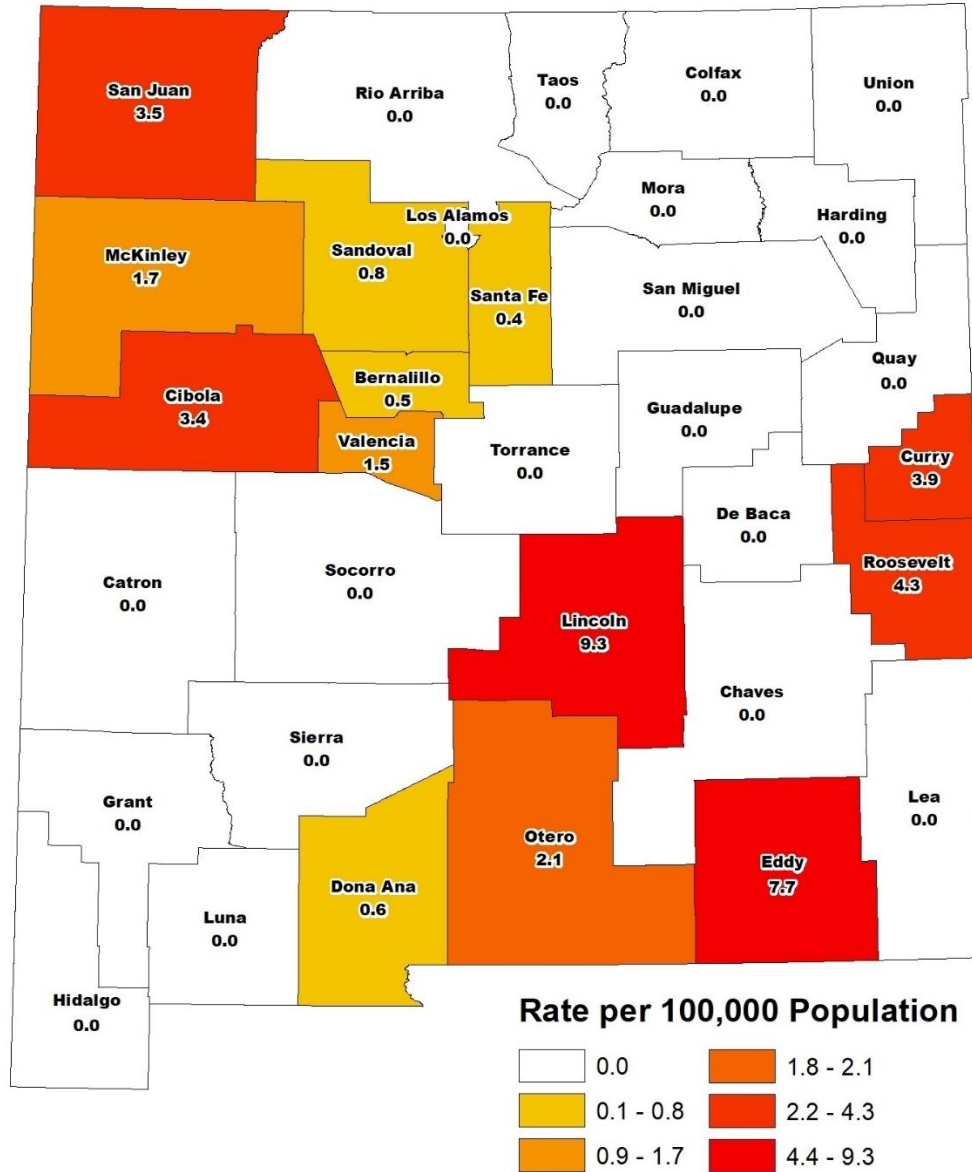 San Juan
3.5
Rio Arriba
0.0
Taos
0.0
Colfax
0.0
Union
0.0
McKinley
1.7
Los Alamos
0.0
Sandoval
0.8
Santa Fe
0.4
Mora
0.0
Harding
0.0
San Miguel
0.0
Quay
0.0
Cibola
3.4
Bernalillo
0.5
Valencia
1.5
Torrance
0.0
Guadalupe
0.0
Curry
3.9
De Baca
0.0
Roosevelt
4.3
Catron
0.0
Socorro
0.0
Lincoln
9.3
Chaves
0.0
Sierra
0.0
Grant
0.0
Lea
0.0
Otero
2.1
Eddy
7.7
Dona Ana
0.6
Luna
0.0
Hidalgo
0.0
Rate per 100,000 Population
0.0
0.1 - 0.8
0.9 - 1.7
1.8 - 2.1
2.2 - 4.3
4.4 - 9.3